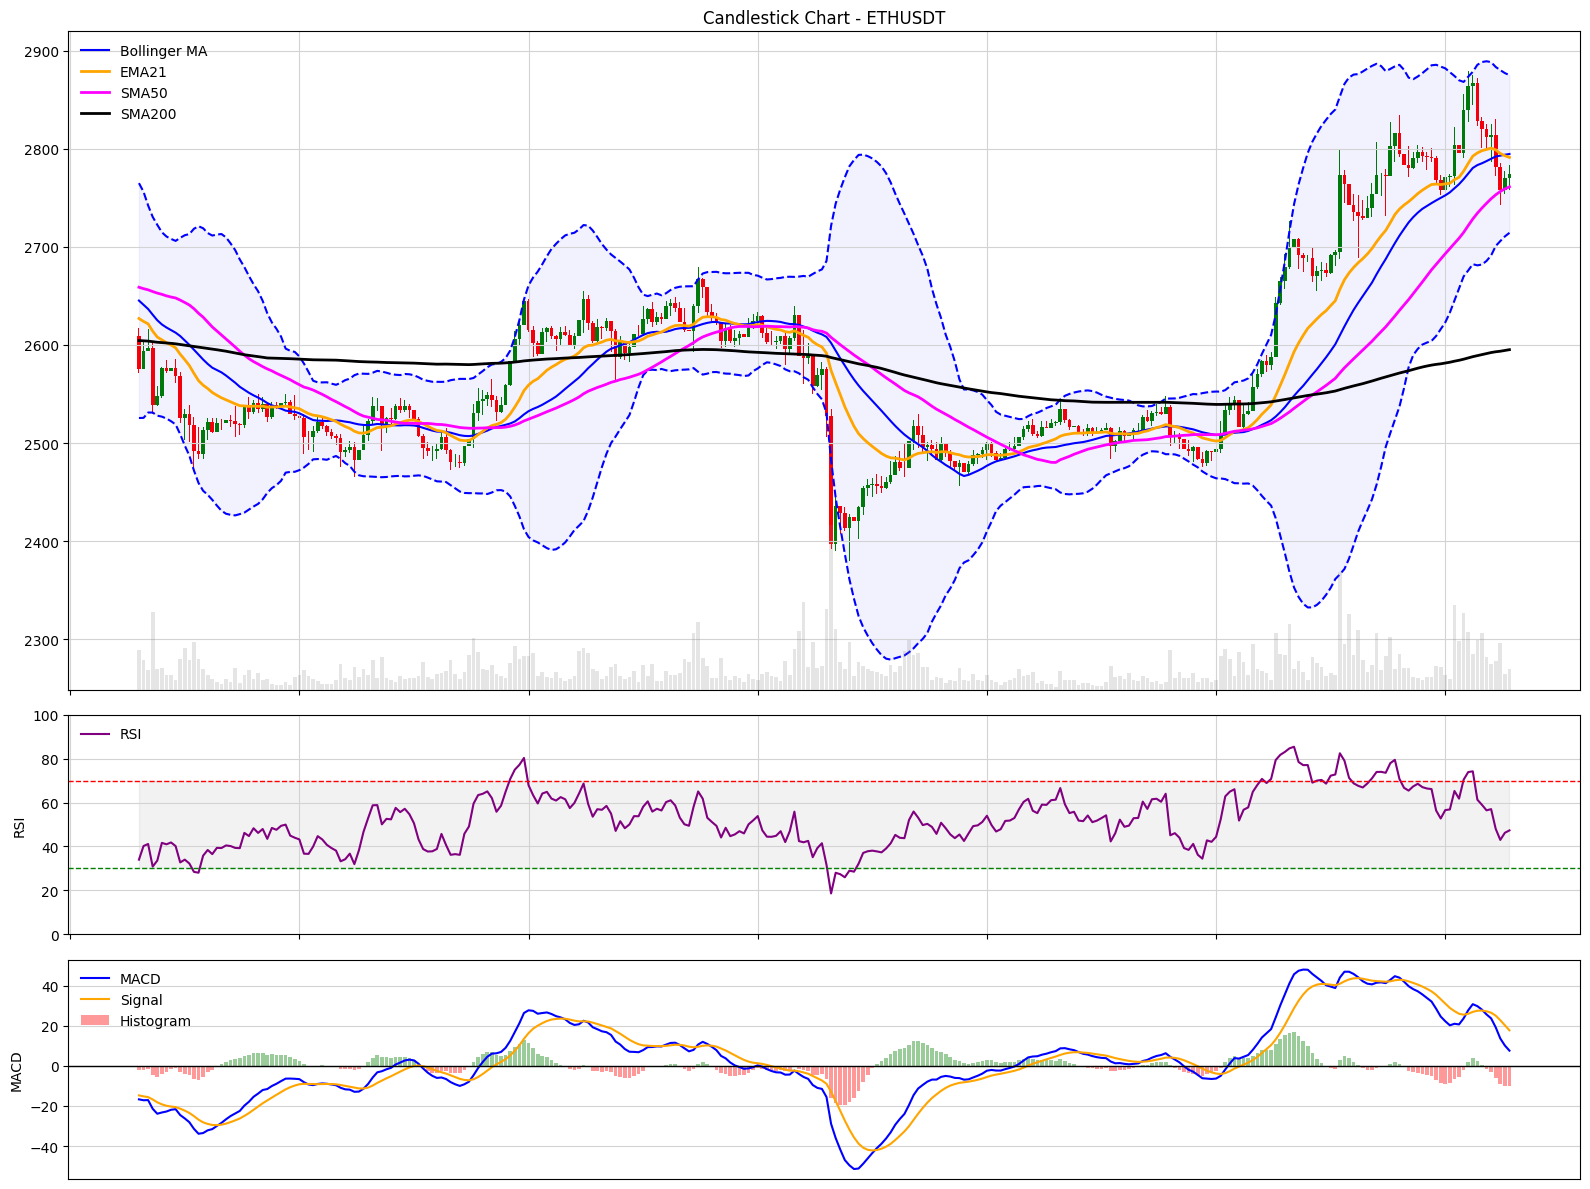 Candlestick Chart - ETHUSDT
Bollinger MA
EMA21
SMA50
SMA200
2900
2800
2700
2600
2500
2400
2300
RSI
RSI
100
80
60
40
20
0
MACD
Signal
Histogram
MACD
40
20
0
−20
−40